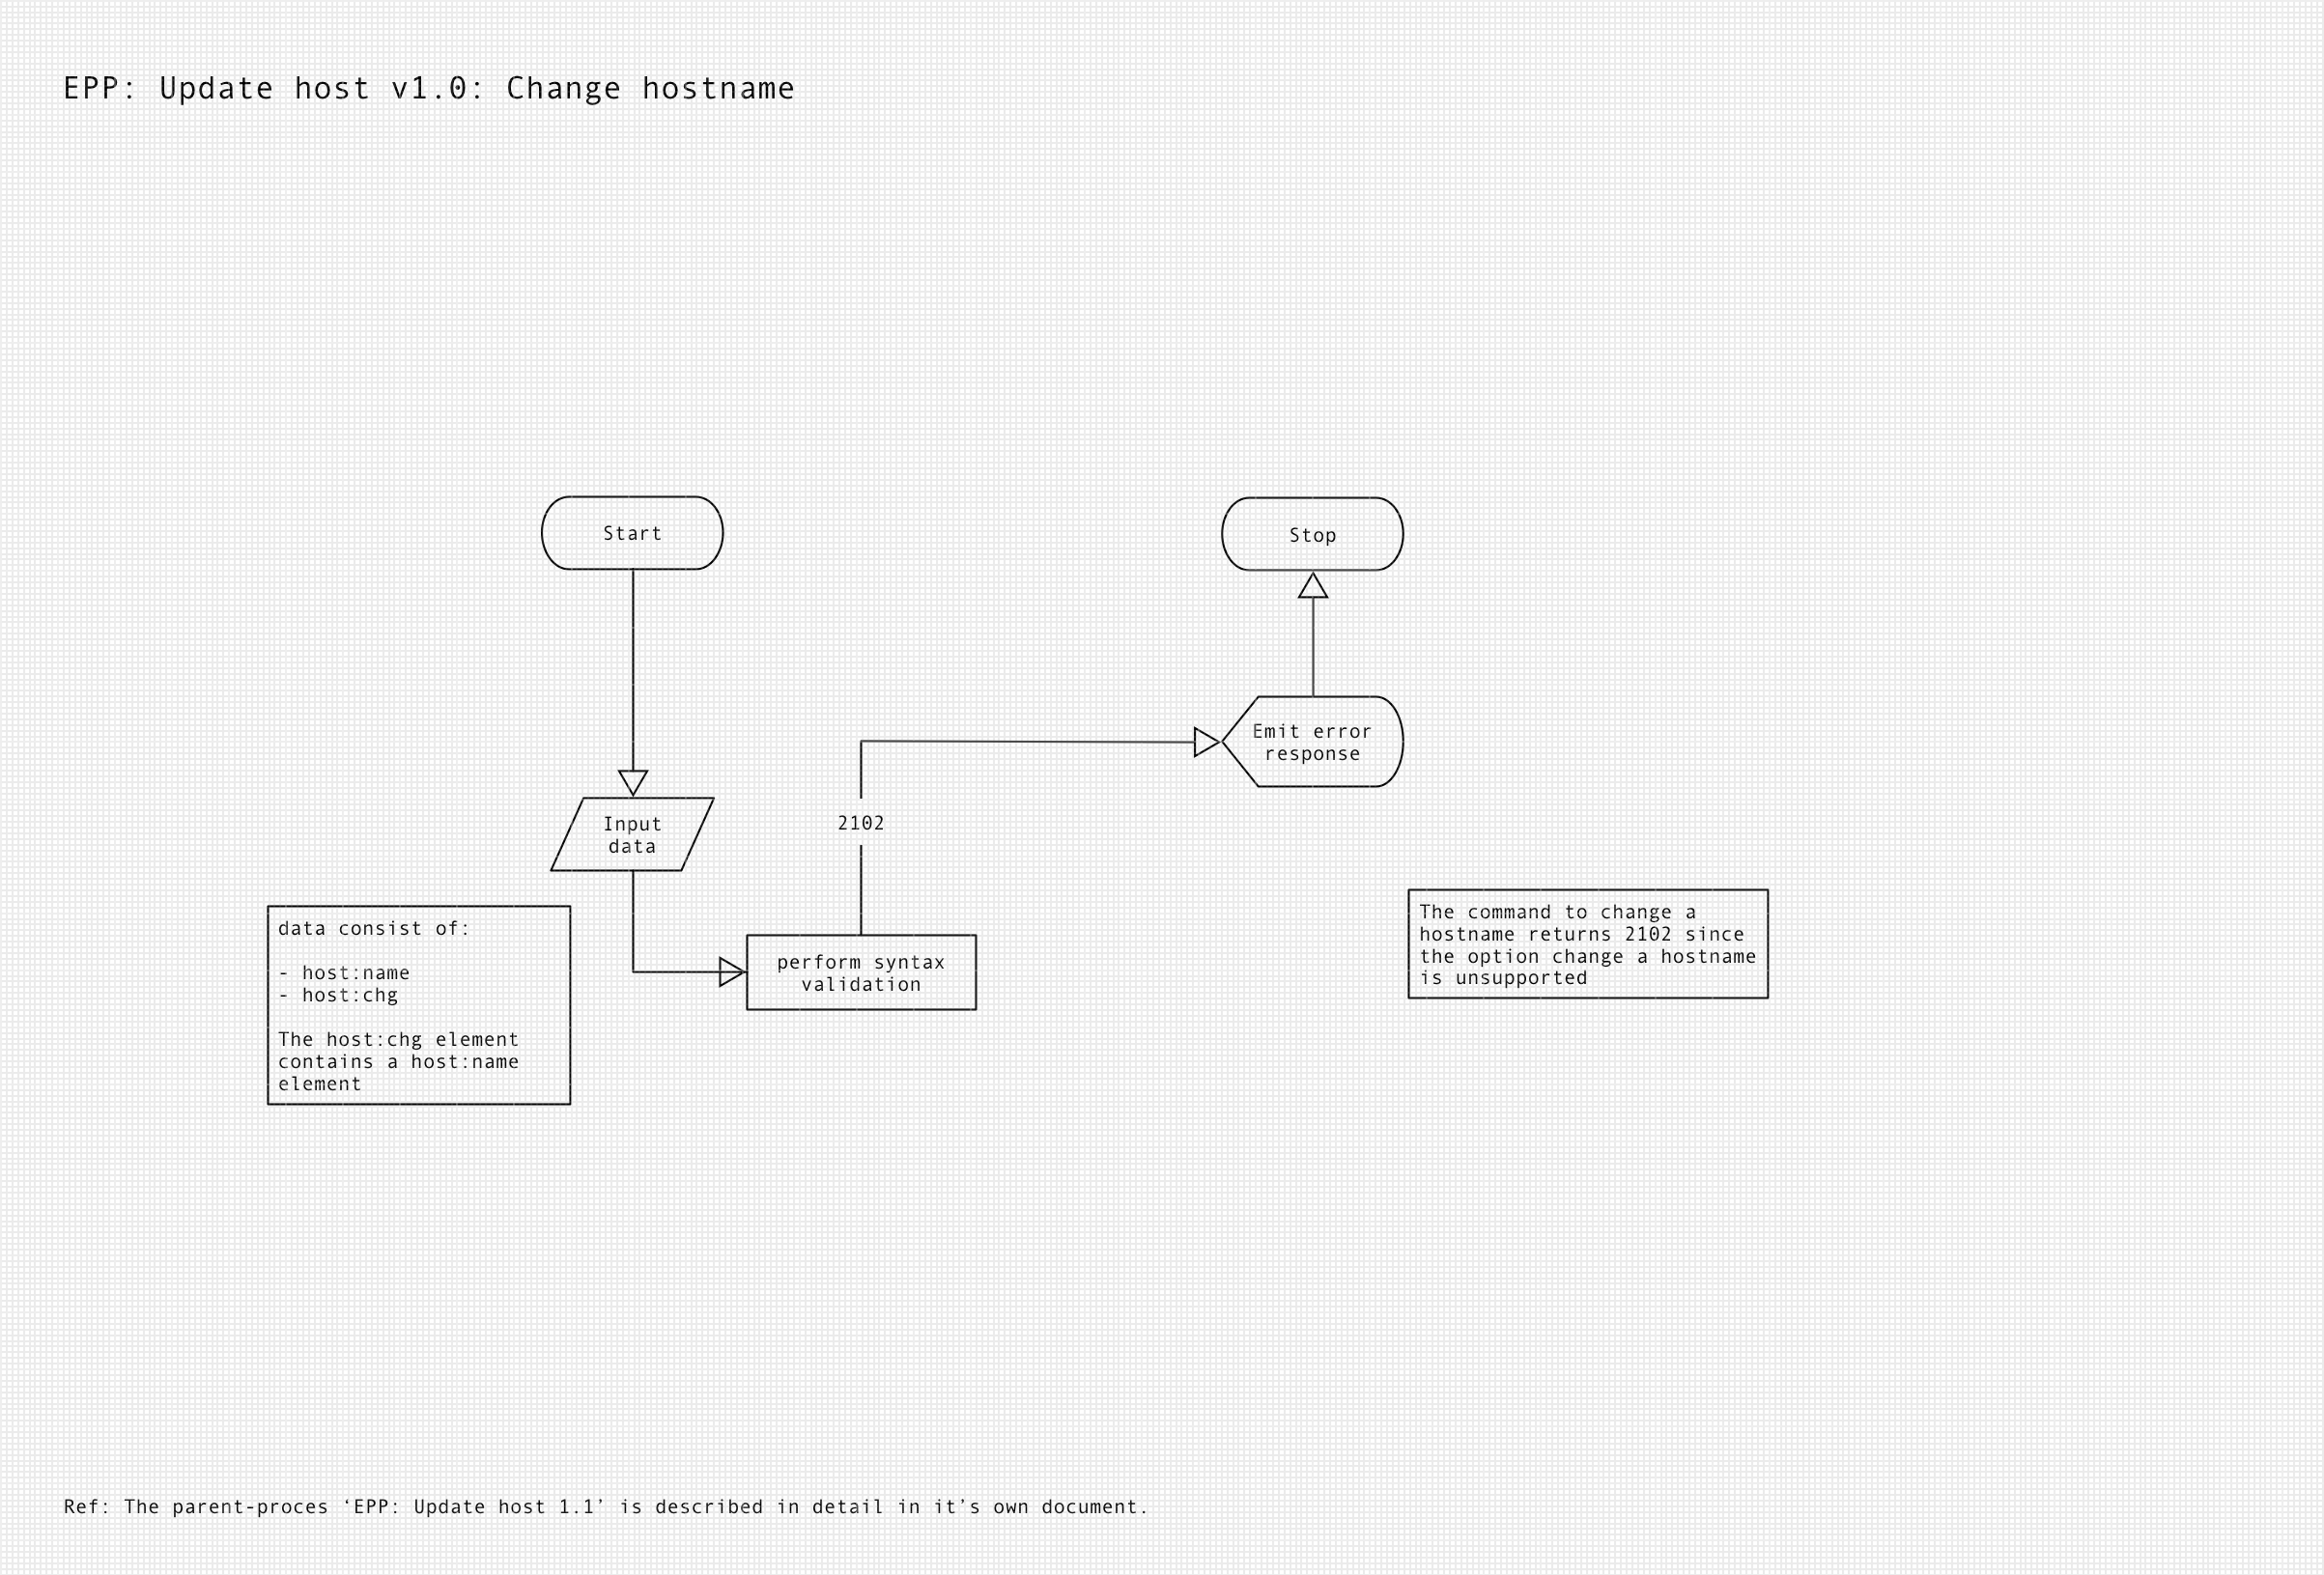 EPP: Update host v1.0: Change hostname
Start
Stop
Emit error
response
Input
data
2102
data consist of:
- host:name
- host:chg
The host:chg element
contains a host:name
element
perform syntax
validation
The command to change a
hostname returns 2102 since
the option change a hostname
is unsupported
Ref: The parent-proces ‘EPP: Update host 1.1’ is described in detail in it’s own document.